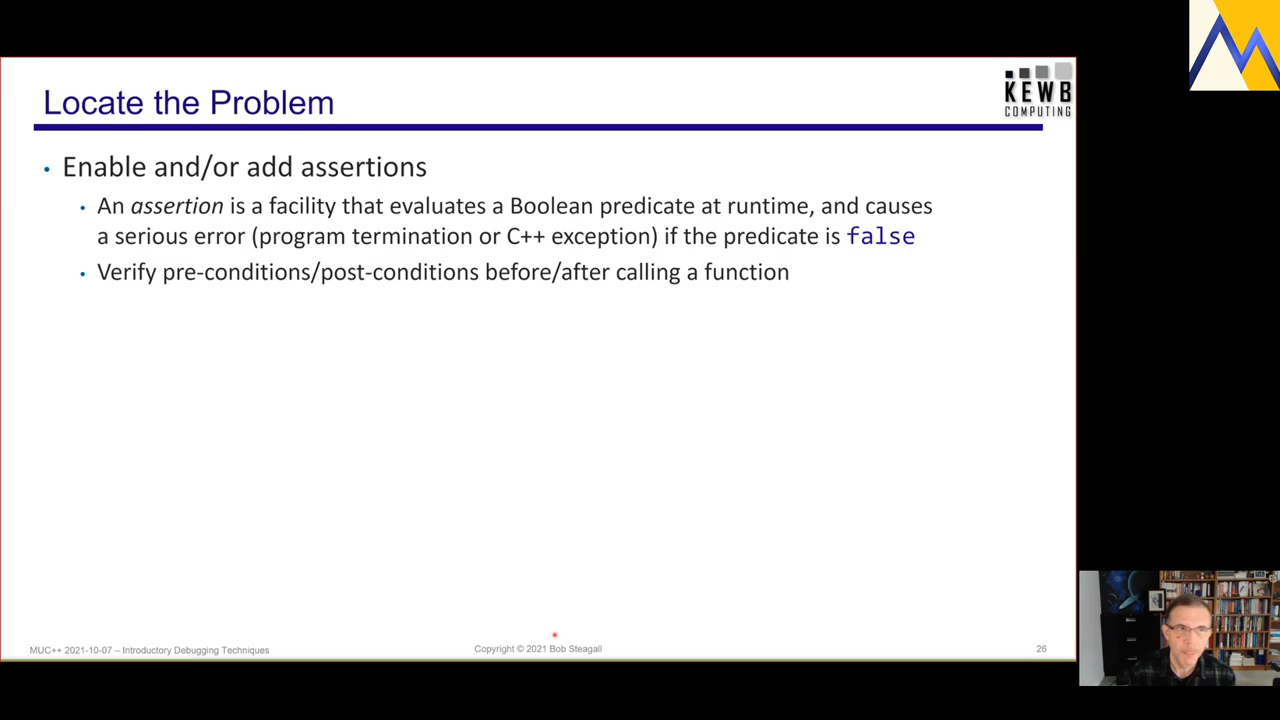 Locate the Problem
KEWB
COMPUTING
• Enable and/or add assertions
• An assertion is a facility that evaluates a Boolean predicate at runtime, and causes
a serious error (program termination or C++ exception) if the predicate is false
• Verify pre-conditions/post-conditions before/after calling a function
MUC++ 2021-10-07 – Introductory Debugging Techniques
Copyright © 2021 Bob Steagall
26